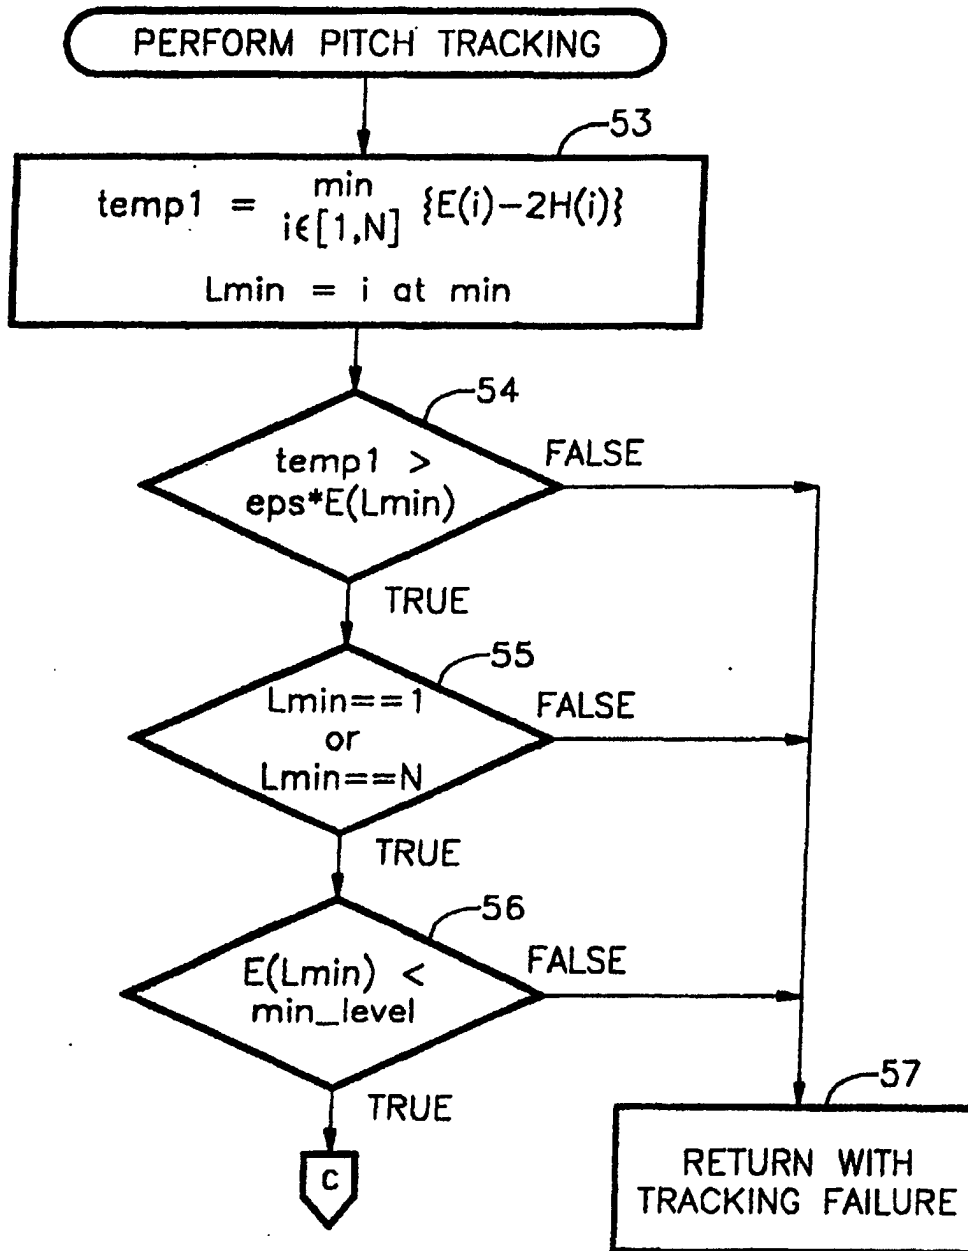 PERFORM PITCH TRACKING
53
temp1 = min {E(i)-2H(i)}
i∈[1,N]
Lmin = i at min
54
temp1 >
eps*E(Lmin)
FALSE
TRUE
55
Lmin==1
or
Lmin==N
FALSE
TRUE
56
E(Lmin) <
min_level
FALSE
TRUE
C
57
RETURN WITH
TRACKING FAILURE